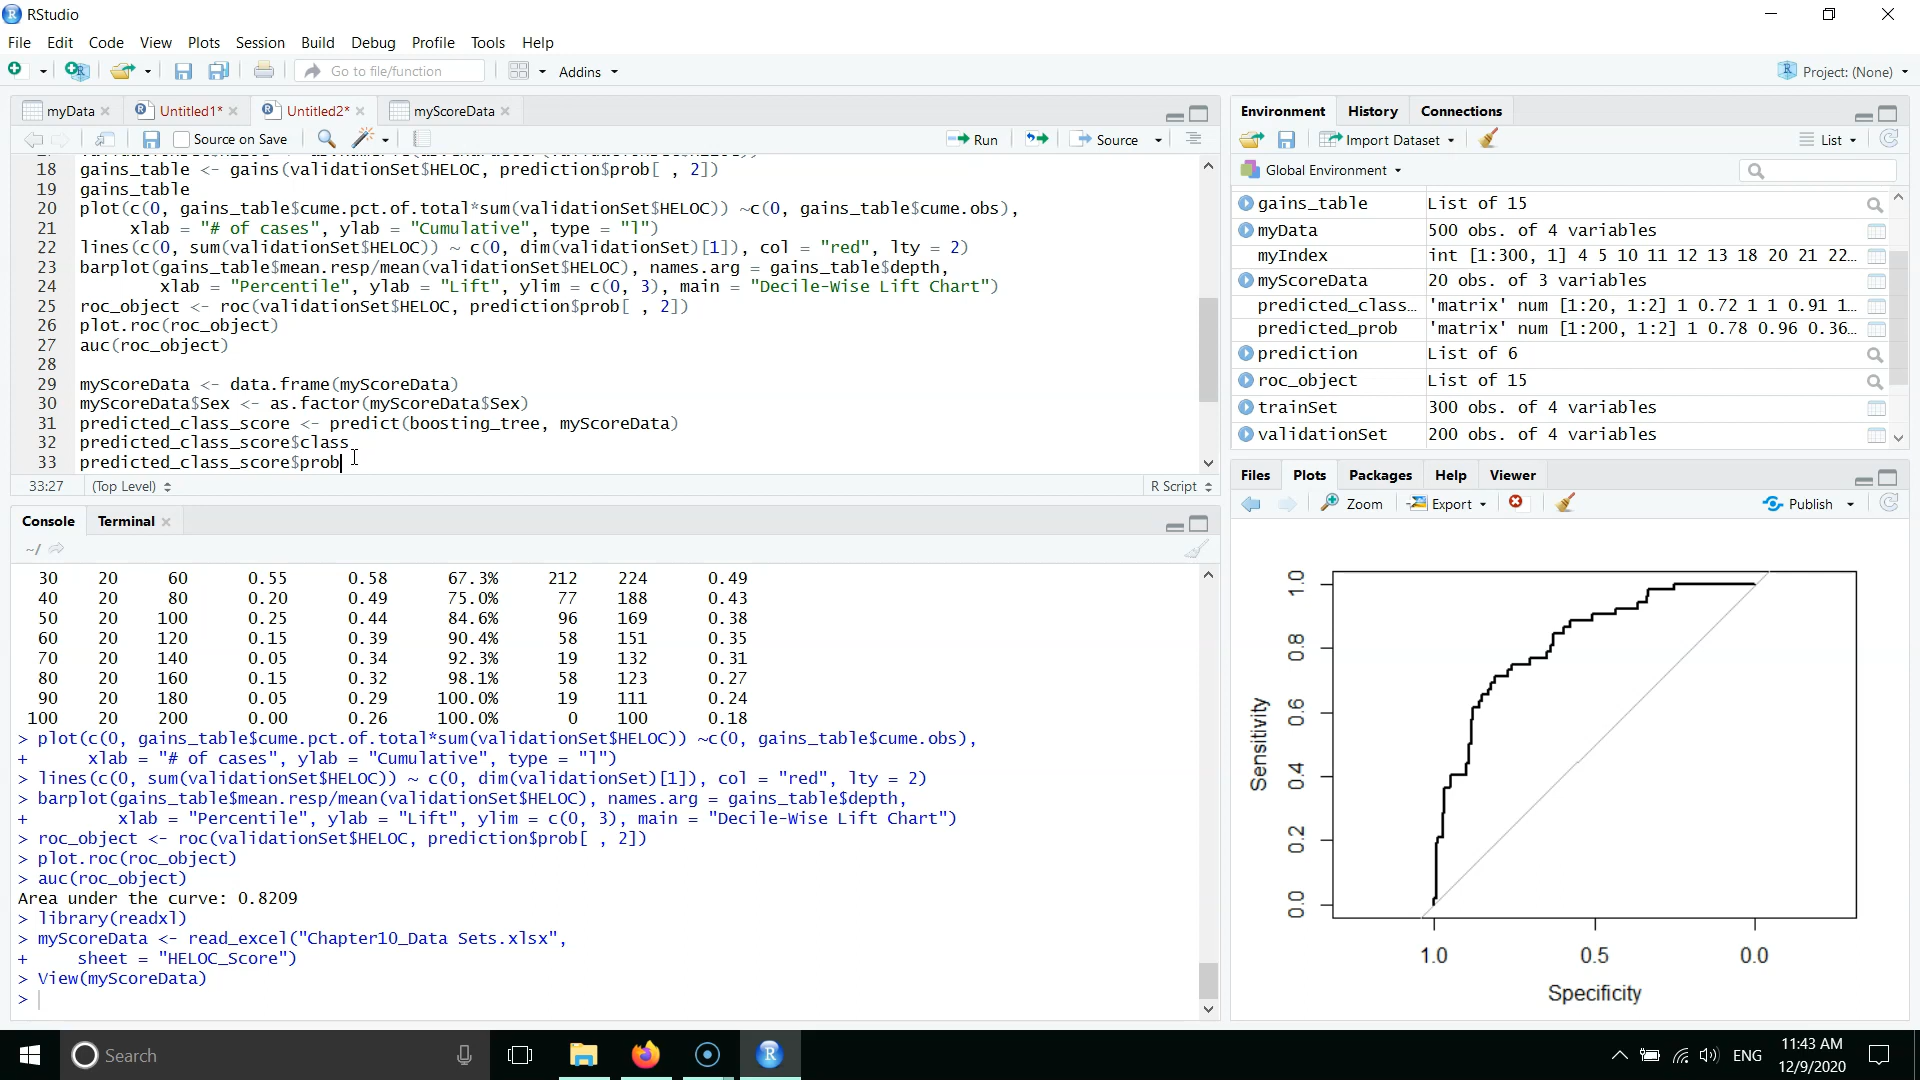 RStudio
File Edit Code View Plots Session Build Debug Profile Tools Help
Go to file/function Addins Project: (None)
myData Untitled1* Untitled2* myScoreData
Source on Save Run Source
18 gains_table <- gains(validationSet$HELOC, prediction$prob[ , 2])
19 gains_table
20 plot(c(0, gains_table$cume.pct.of.total*sum(validationSet$HELOC)) ~c(0, gains_table$cume.obs),
21 xlab = "# of cases", ylab = "Cumulative", type = "l")
22 lines(c(0, sum(validationSet$HELOC)) ~ c(0, dim(validationSet)[1]), col = "red", lty = 2)
23 barplot(gains_table$mean.resp/mean(validationSet$HELOC), names.arg = gains_table$depth,
24 xlab = "Percentile", ylab = "Lift", ylim = c(0, 3), main = "Decile-Wise Lift Chart")
25 roc_object <- roc(validationSet$HELOC, prediction$prob[ , 2])
26 plot.roc(roc_object)
27 auc(roc_object)
28
29 myScoreData <- data.frame(myScoreData)
30 myScoreData$Sex <- as.factor(myScoreData$Sex)
31 predicted_class_score <- predict(boosting_tree, myScoreData)
32 predicted_class_score$class
33 predicted_class_score$prob
33:27 (Top Level) R Script
Console Terminal
~/
30 20 60 0.55 0.58 67.3% 212 224 0.49
40 20 80 0.20 0.49 75.0% 77 188 0.43
50 20 100 0.25 0.44 84.6% 96 169 0.38
60 20 120 0.15 0.39 90.4% 58 151 0.35
70 20 140 0.05 0.34 92.3% 19 132 0.31
80 20 160 0.15 0.32 98.1% 58 123 0.27
90 20 180 0.05 0.29 100.0% 19 111 0.24
100 20 200 0.00 0.26 100.0% 0 100 0.18
> plot(c(0, gains_table$cume.pct.of.total*sum(validationSet$HELOC)) ~c(0, gains_table$cume.obs),
+ xlab = "# of cases", ylab = "Cumulative", type = "l")
> lines(c(0, sum(validationSet$HELOC)) ~ c(0, dim(validationSet)[1]), col = "red", lty = 2)
> barplot(gains_table$mean.resp/mean(validationSet$HELOC), names.arg = gains_table$depth,
+ xlab = "Percentile", ylab = "Lift", ylim = c(0, 3), main = "Decile-Wise Lift Chart")
> roc_object <- roc(validationSet$HELOC, prediction$prob[ , 2])
> plot.roc(roc_object)
> auc(roc_object)
Area under the curve: 0.8209
> library(readxl)
> myScoreData <- read_excel("Chapter10_Data Sets.xlsx",
+ sheet = "HELOC_Score")
> View(myScoreData)
>
Environment History Connections
Import Dataset List
Global Environment
gains_table List of 15
myData 500 obs. of 4 variables
myIndex int [1:300, 1] 4 5 10 11 12 13 18 20 21 22…
myScoreData 20 obs. of 3 variables
predicted_class… 'matrix' num [1:20, 1:2] 1 0.72 1 1 0.91 1…
predicted_prob 'matrix' num [1:200, 1:2] 1 0.78 0.96 0.36…
prediction List of 6
roc_object List of 15
trainSet 300 obs. of 4 variables
validationSet 200 obs. of 4 variables
Files Plots Packages Help Viewer
Zoom Export Publish
1.0
0.8
0.6
0.4
0.2
0.0
Sensitivity
1.0 0.5 0.0
Specificity
Search ENG 11:43 AM
12/9/2020